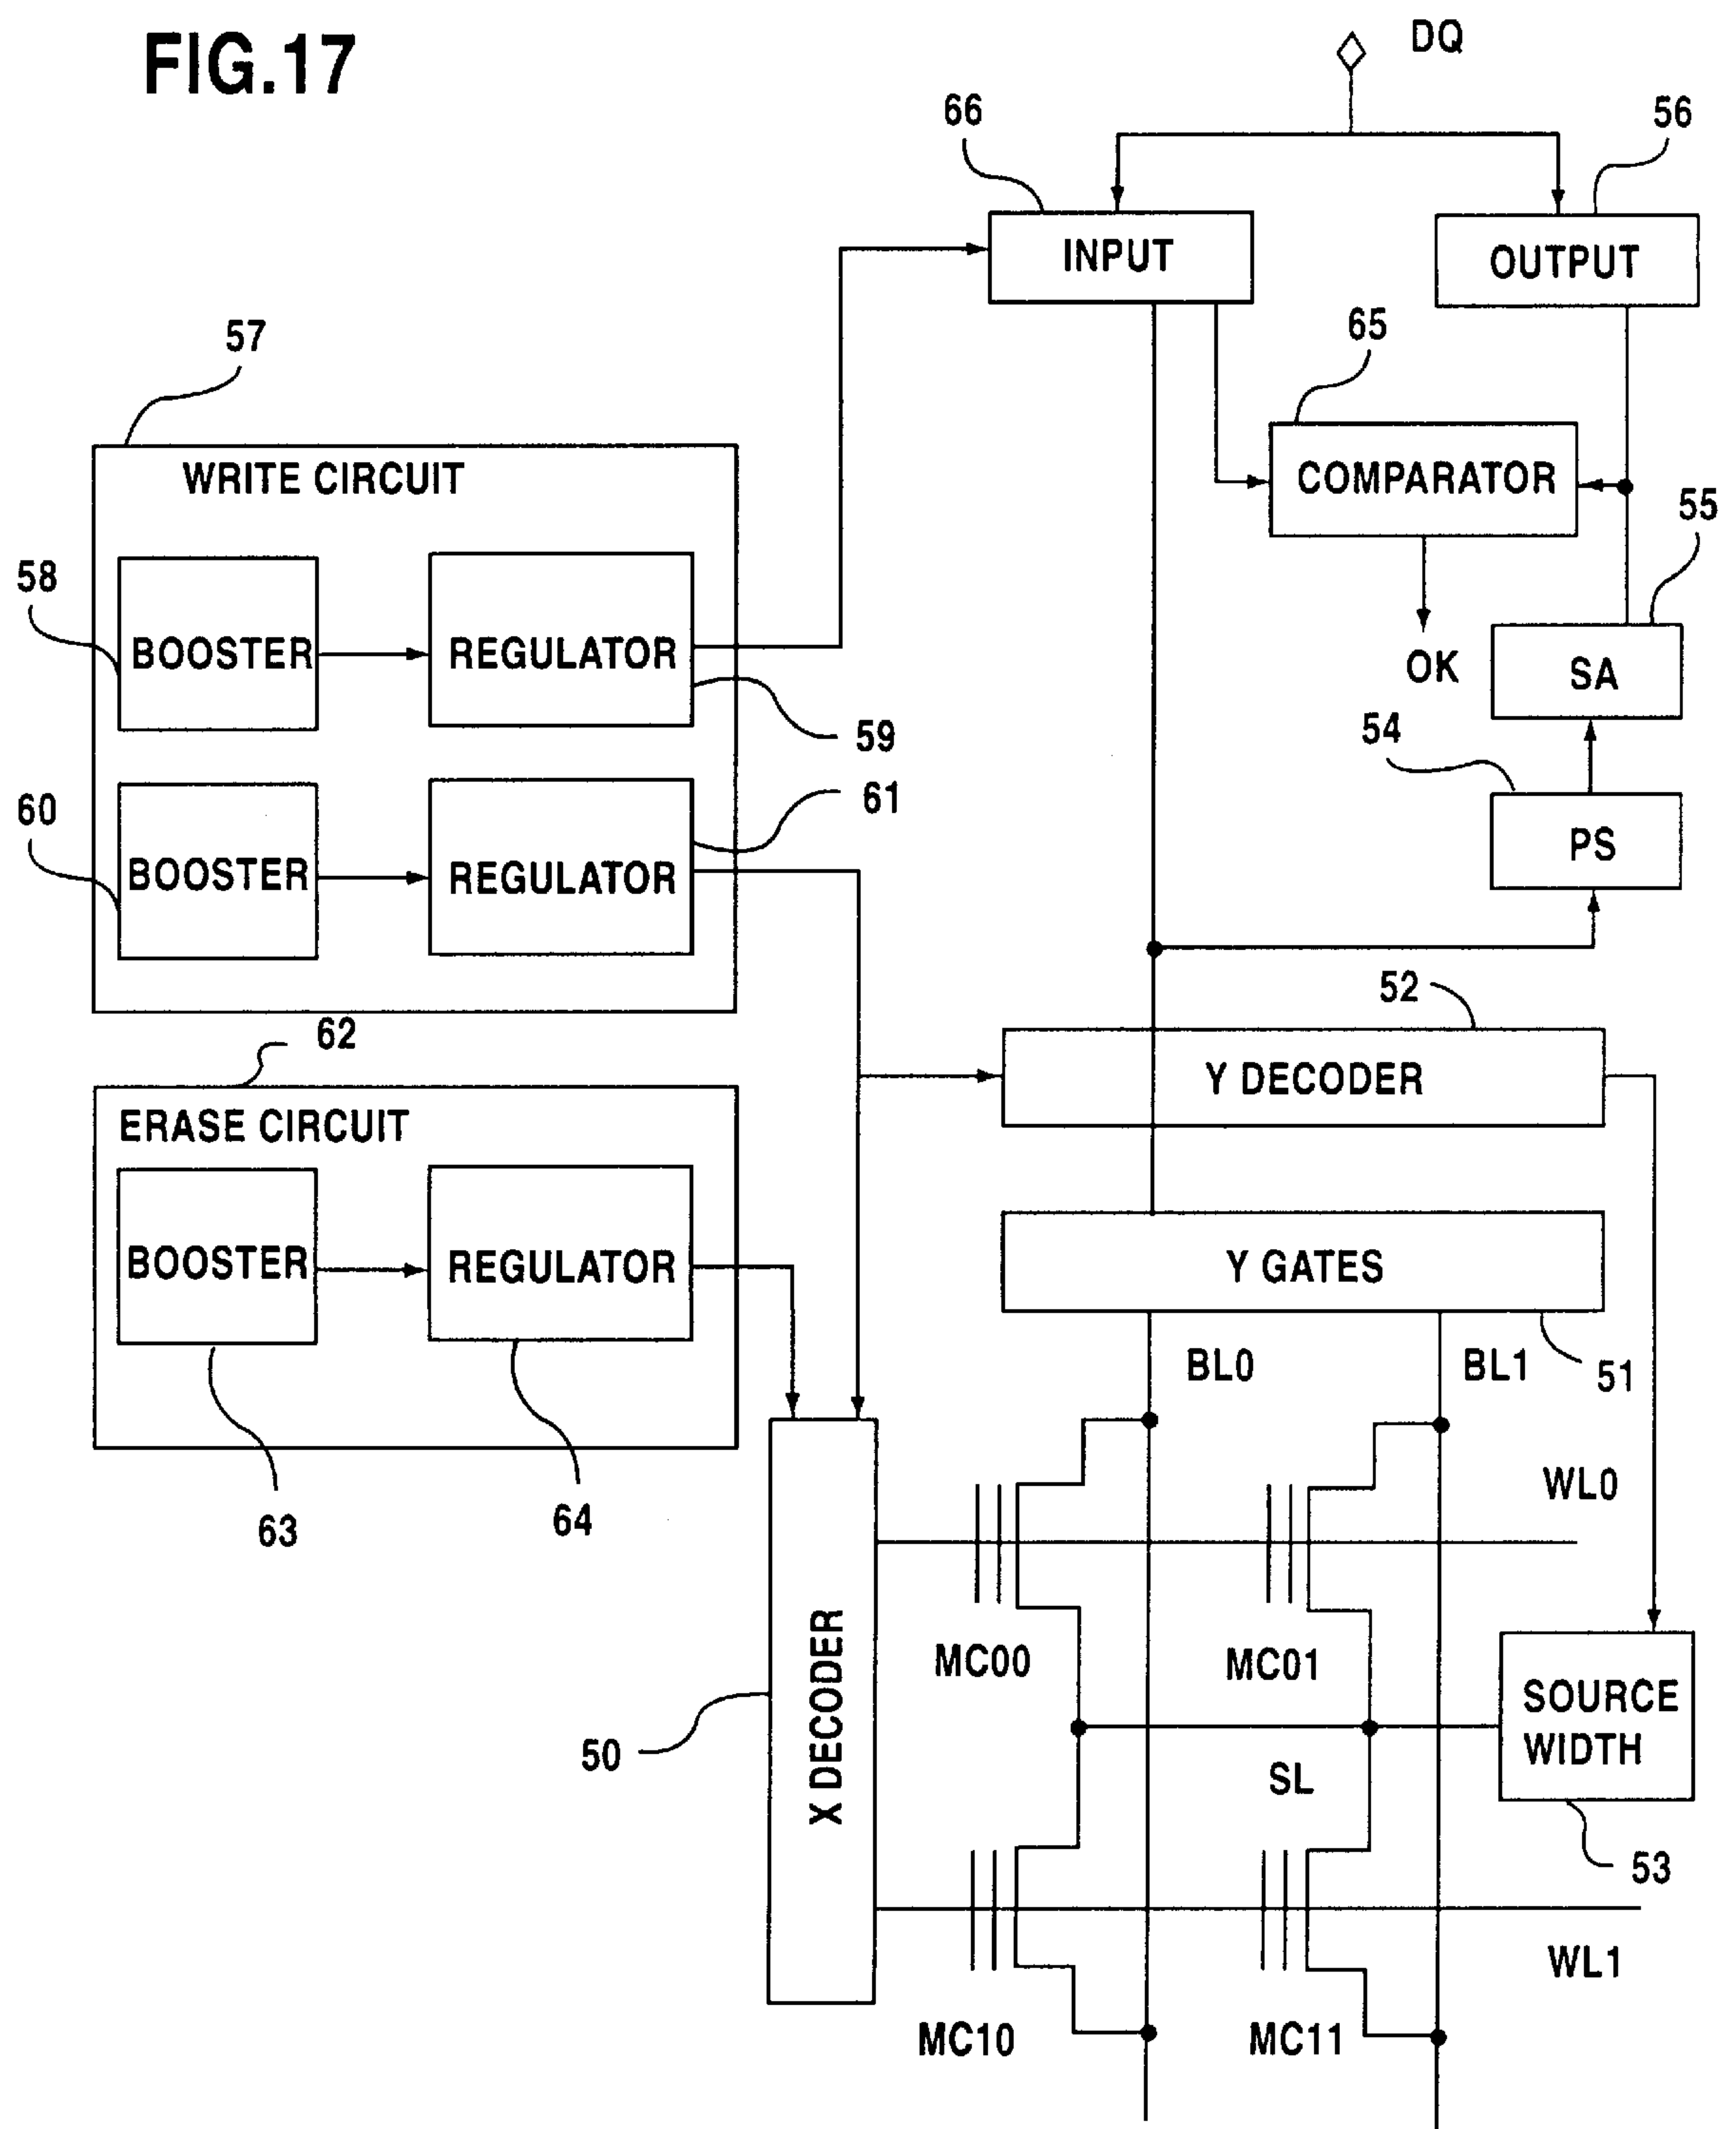 FIG.17
DQ
66
56
INPUT
OUTPUT
65
57
COMPARATOR
WRITE CIRCUIT
55
58
BOOSTER
REGULATOR
OK
SA
59
54
60
61
BOOSTER
REGULATOR
PS
52
62
Y DECODER
ERASE CIRCUIT
BOOSTER
REGULATOR
Y GATES
BL0
BL1
51
63
64
WL0
X DECODER
MC00
MC01
50
SOURCE
WIDTH
SL
53
WL1
MC10
MC11